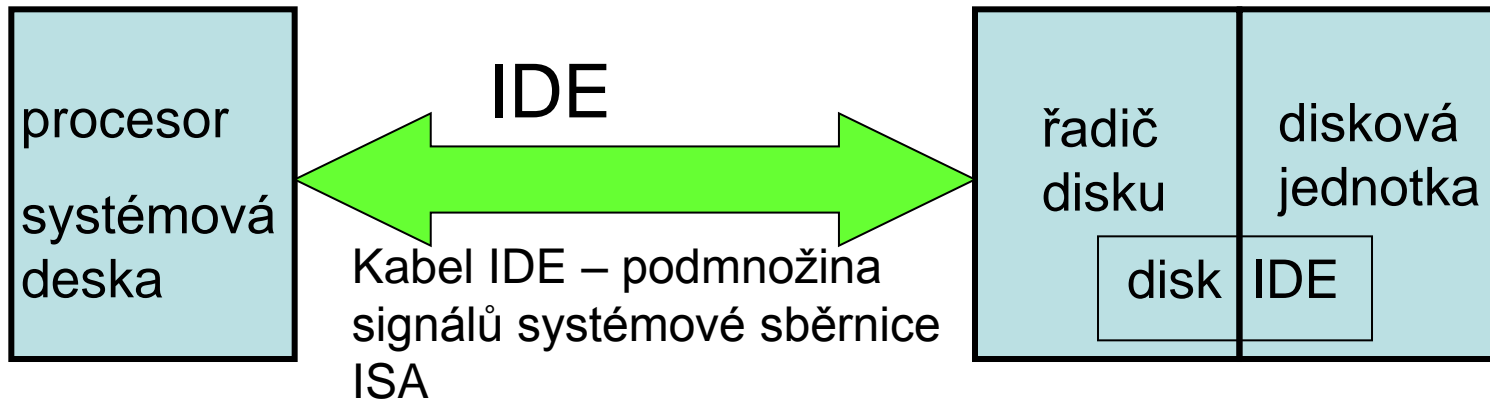 procesor
systémová
deska
IDE
Kabel IDE – podmnožina
signálů systémové sběrnice
ISA
řadič
disku
disková
jednotka
disk IDE